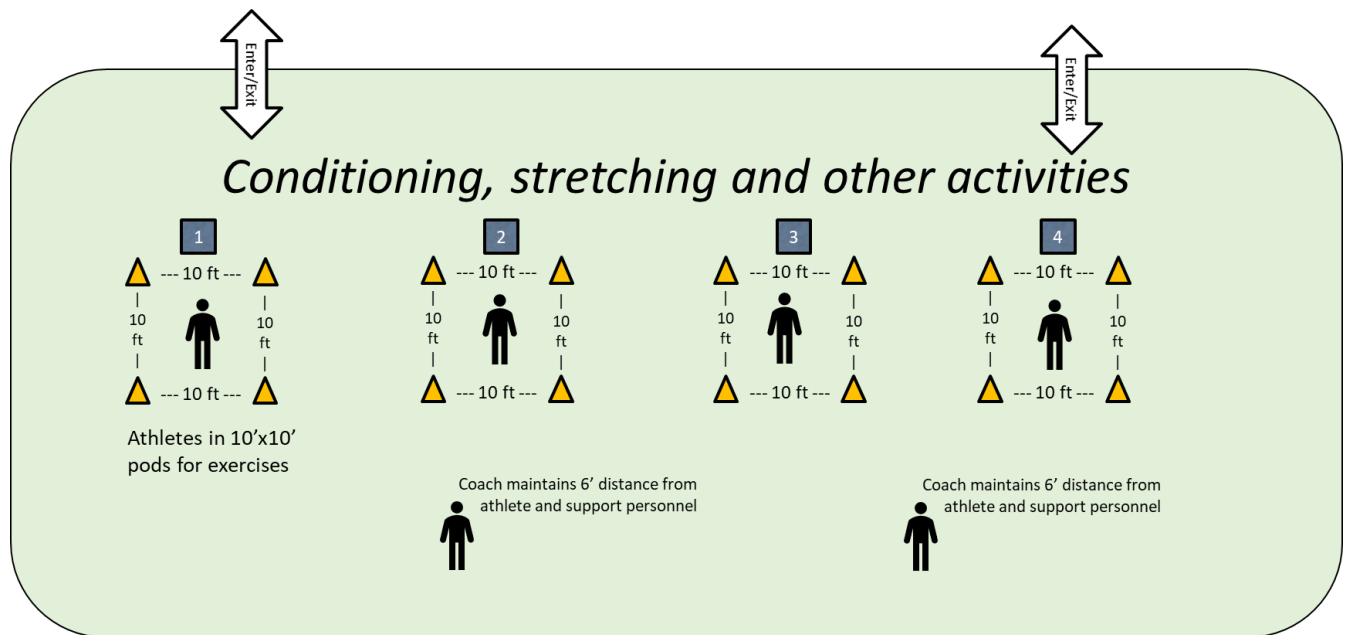 Enter/Exit
Enter/Exit
Conditioning, stretching and other activities
1
2
3
4
--- 10 ft ---
--- 10 ft ---
--- 10 ft ---
--- 10 ft ---
10
ft
10
ft
10
ft
10
ft
10
ft
10
ft
10
ft
10
ft
--- 10 ft ---
--- 10 ft ---
--- 10 ft ---
--- 10 ft ---
Athletes in 10'x10'
pods for exercises
Coach maintains 6' distance from
athlete and support personnel
Coach maintains 6' distance from
athlete and support personnel